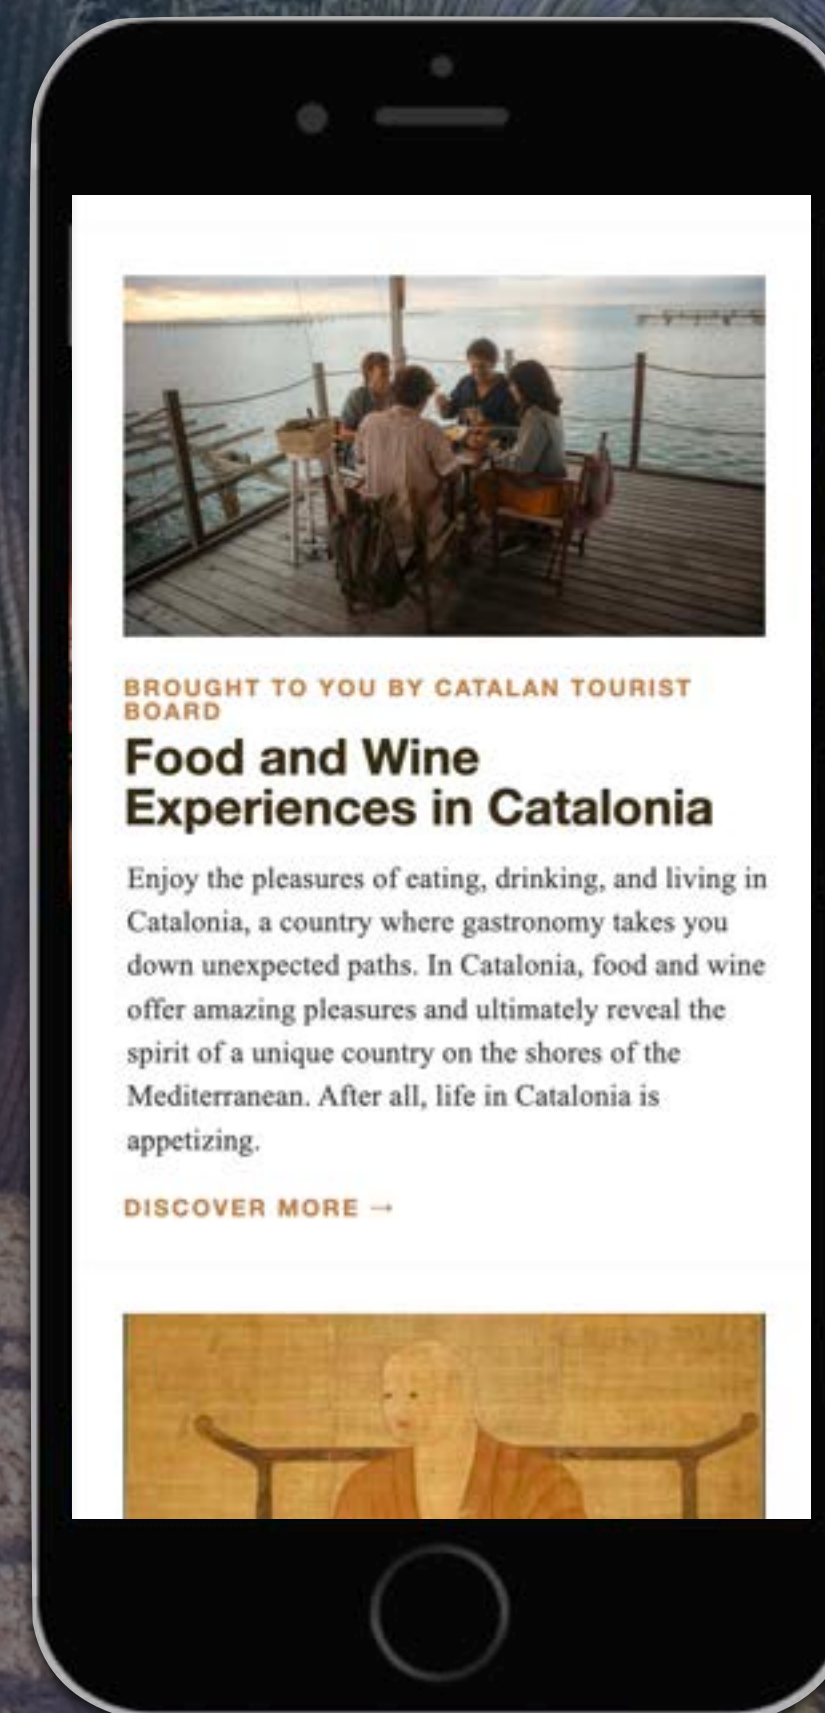 BROUGHT TO YOU BY CATALAN TOURIST
BOARD
Food and Wine
Experiences in Catalonia
Enjoy the pleasures of eating, drinking, and living in
Catalonia, a country where gastronomy takes you
down unexpected paths. In Catalonia, food and wine
offer amazing pleasures and ultimately reveal the
spirit of a unique country on the shores of the
Mediterranean. After all, life in Catalonia is
appetizing.
DISCOVER MORE →